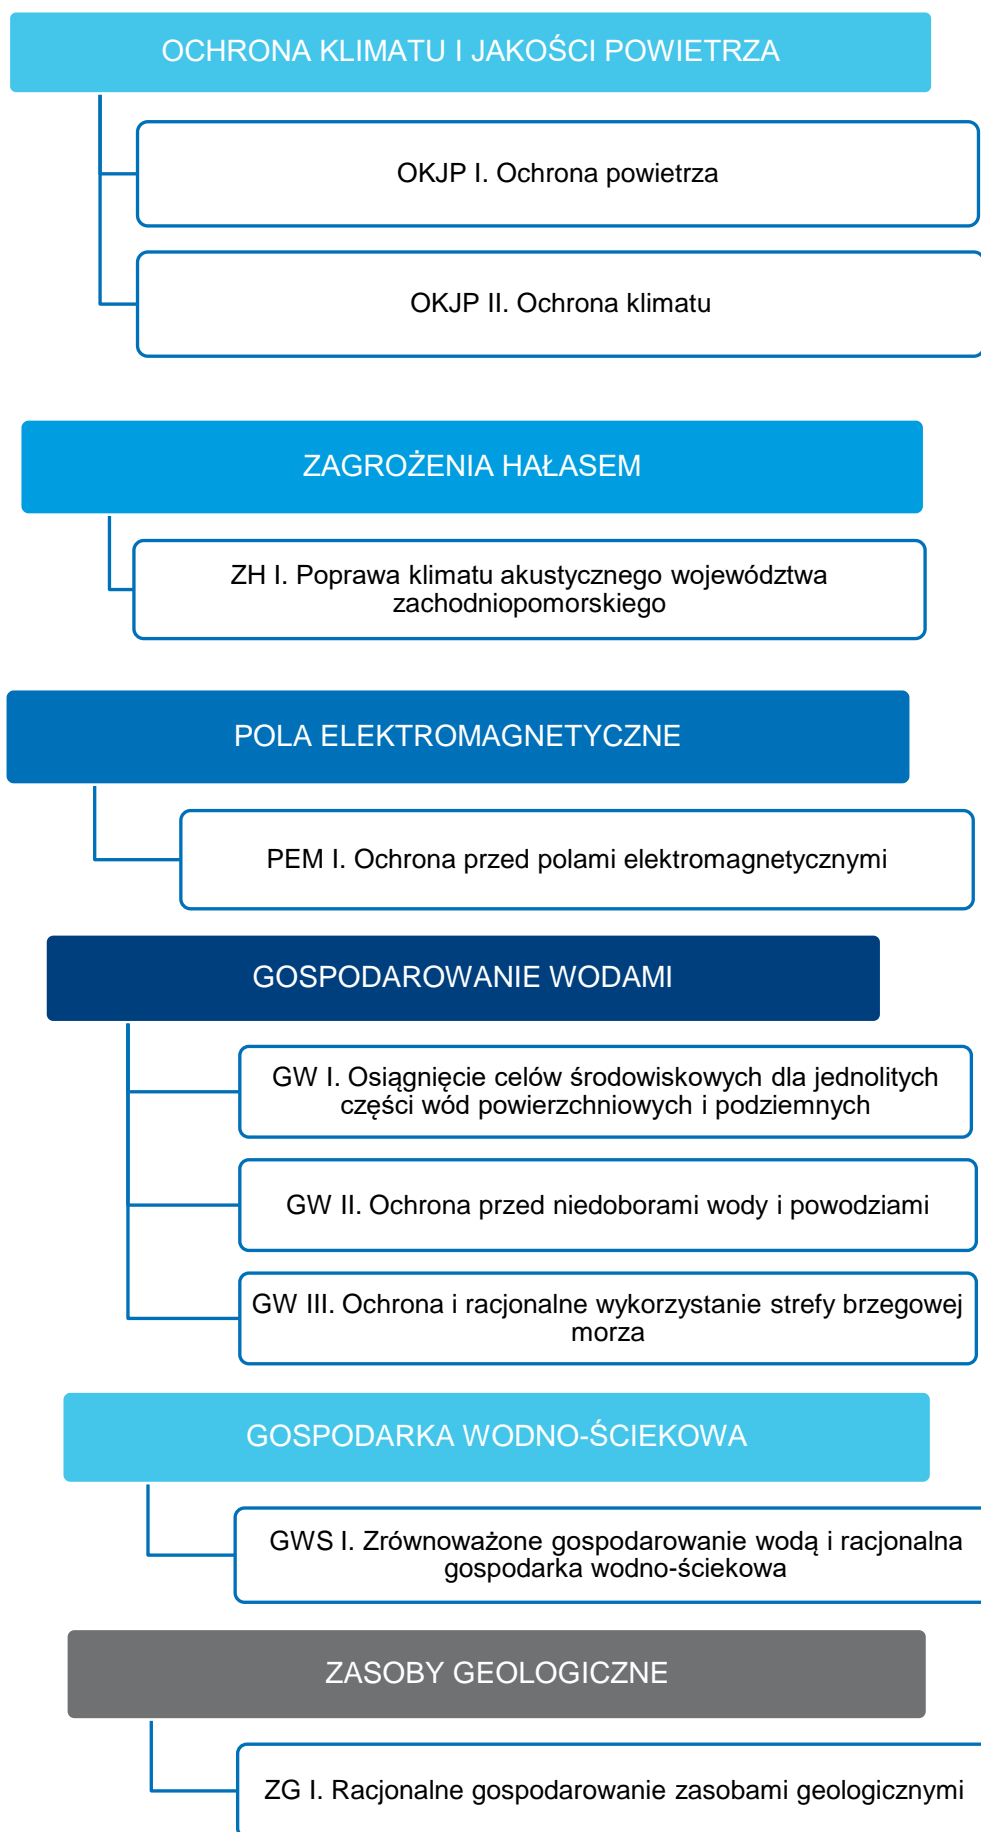 OCHRONA KLIMATU I JAKOŚCI POWIETRZA
OKJP I. Ochrona powietrza
OKJP II. Ochrona klimatu
ZAGROŻENIA HAŁASEM
ZH I. Poprawa klimatu akustycznego województwa
zachodniopomorskiego
POLA ELEKTROMAGNETYCZNE
PEM I. Ochrona przed polami elektromagnetycznymi
GOSPODAROWANIE WODAMI
GW I. Osiągnięcie celów środowiskowych dla jednolitych
części wód powierzchniowych i podziemnych
GW II. Ochrona przed niedoborami wody i powodziami
GW III. Ochrona i racjonalne wykorzystanie strefy brzegowej
morza
GOSPODARKA WODNO-ŚCIEKOWA
GWS I. Zrównoważone gospodarowanie wodą i racjonalna
gospodarka wodno-ściekowa
ZASOBY GEOLOGICZNE
ZG I. Racjonalne gospodarowanie zasobami geologicznymi